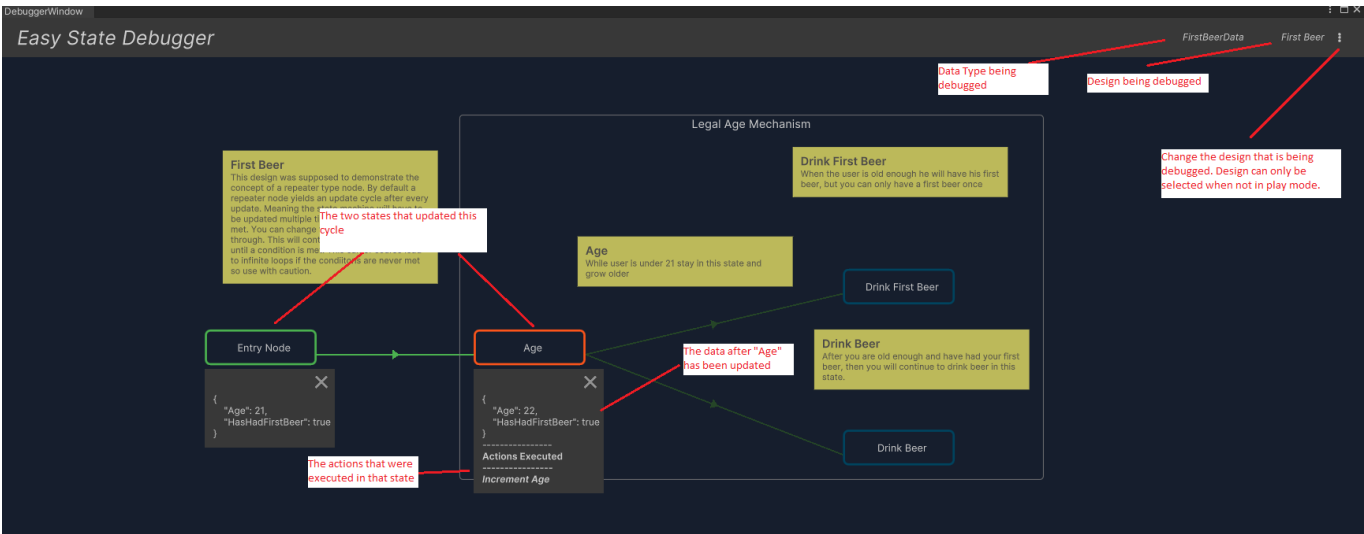 DebuggerWindow
Easy State Debugger
FirstBeerData
First Beer
Data Type being
debugged
Design being debugged
Change the design that is being
debugged. Design can only be
selected when not in play mode.
Legal Age Mechanism
First Beer
This design was supposed to demonstrate the
concept of a repeater type node. By default a
repeater node yields an update cycle after every
update. Meaning the
be updated multiple
met. You can change
through. This will
until a condition is
to infinite loops if the condiitons are never met
so use with caution.
The two states that updated this
cycle
Drink First Beer
When the user is old enough he will have his first
beer, but you can only have a first beer once
Age
While user is under 21 stay in this state and
grow older
Drink First Beer
Entry Node
Age
The data after "Age"
has been updated
Drink Beer
After you are old enough and have had your first
beer, then you will continue to drink beer in this
state.
{
"Age": 21,
"HasHadFirstBeer": true
}
{
"Age": 22,
"HasHadFirstBeer": true
}
----------------
Actions Executed
----------------
Increment Age
The actions that were
executed in that state
Drink Beer